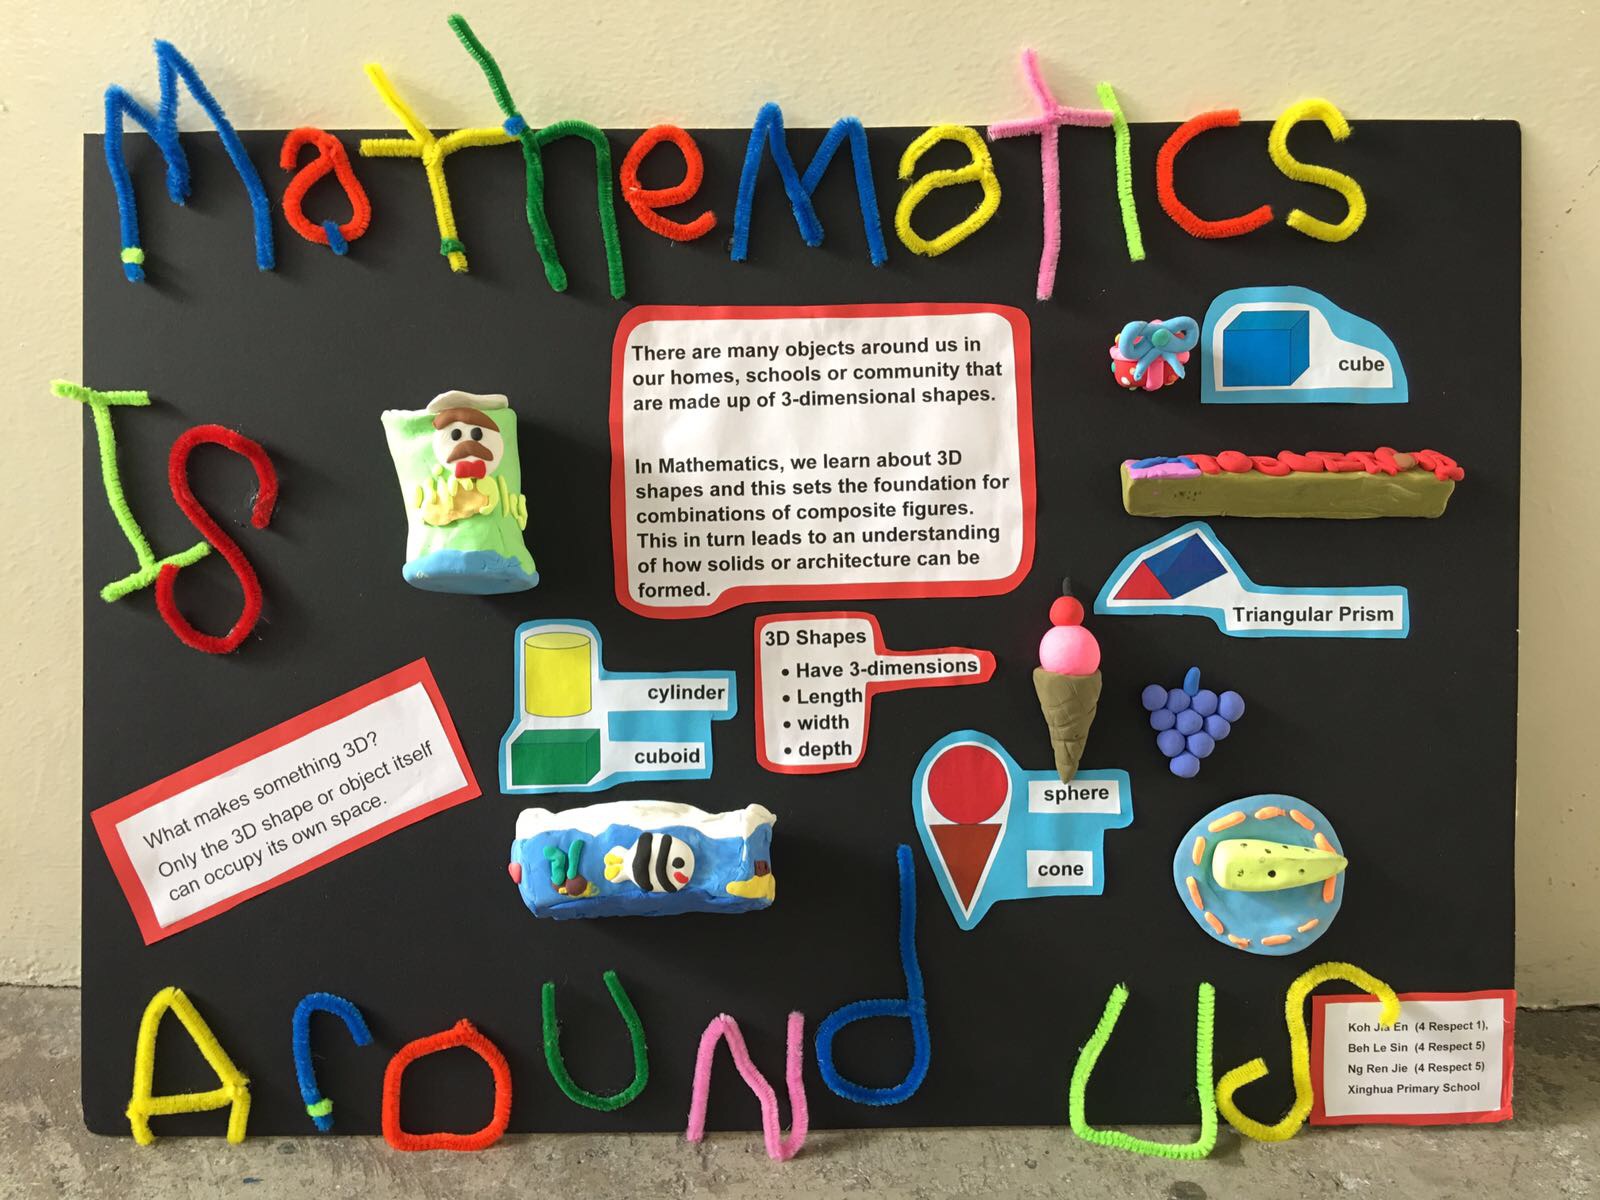 Mathematics
Is
There are many objects around us in
our homes, schools or community that
are made up of 3-dimensional shapes.
In Mathematics, we learn about 3D
shapes and this sets the foundation for
combinations of composite figures.
This in turn leads to an understanding
of how solids or architecture can be
formed.
cube
Triangular Prism
cylinder
cuboid
3D Shapes
• Have 3-dimensions
• Length
• width
• depth
What makes something 3D?
Only the 3D shape or object itself
can occupy its own space.
sphere
cone
Around us
Koh Jia En (4 Respect 1),
Beh Le Sin (4 Respect 5)
Ng Ren Jie (4 Respect 5)
Xinghua Primary School